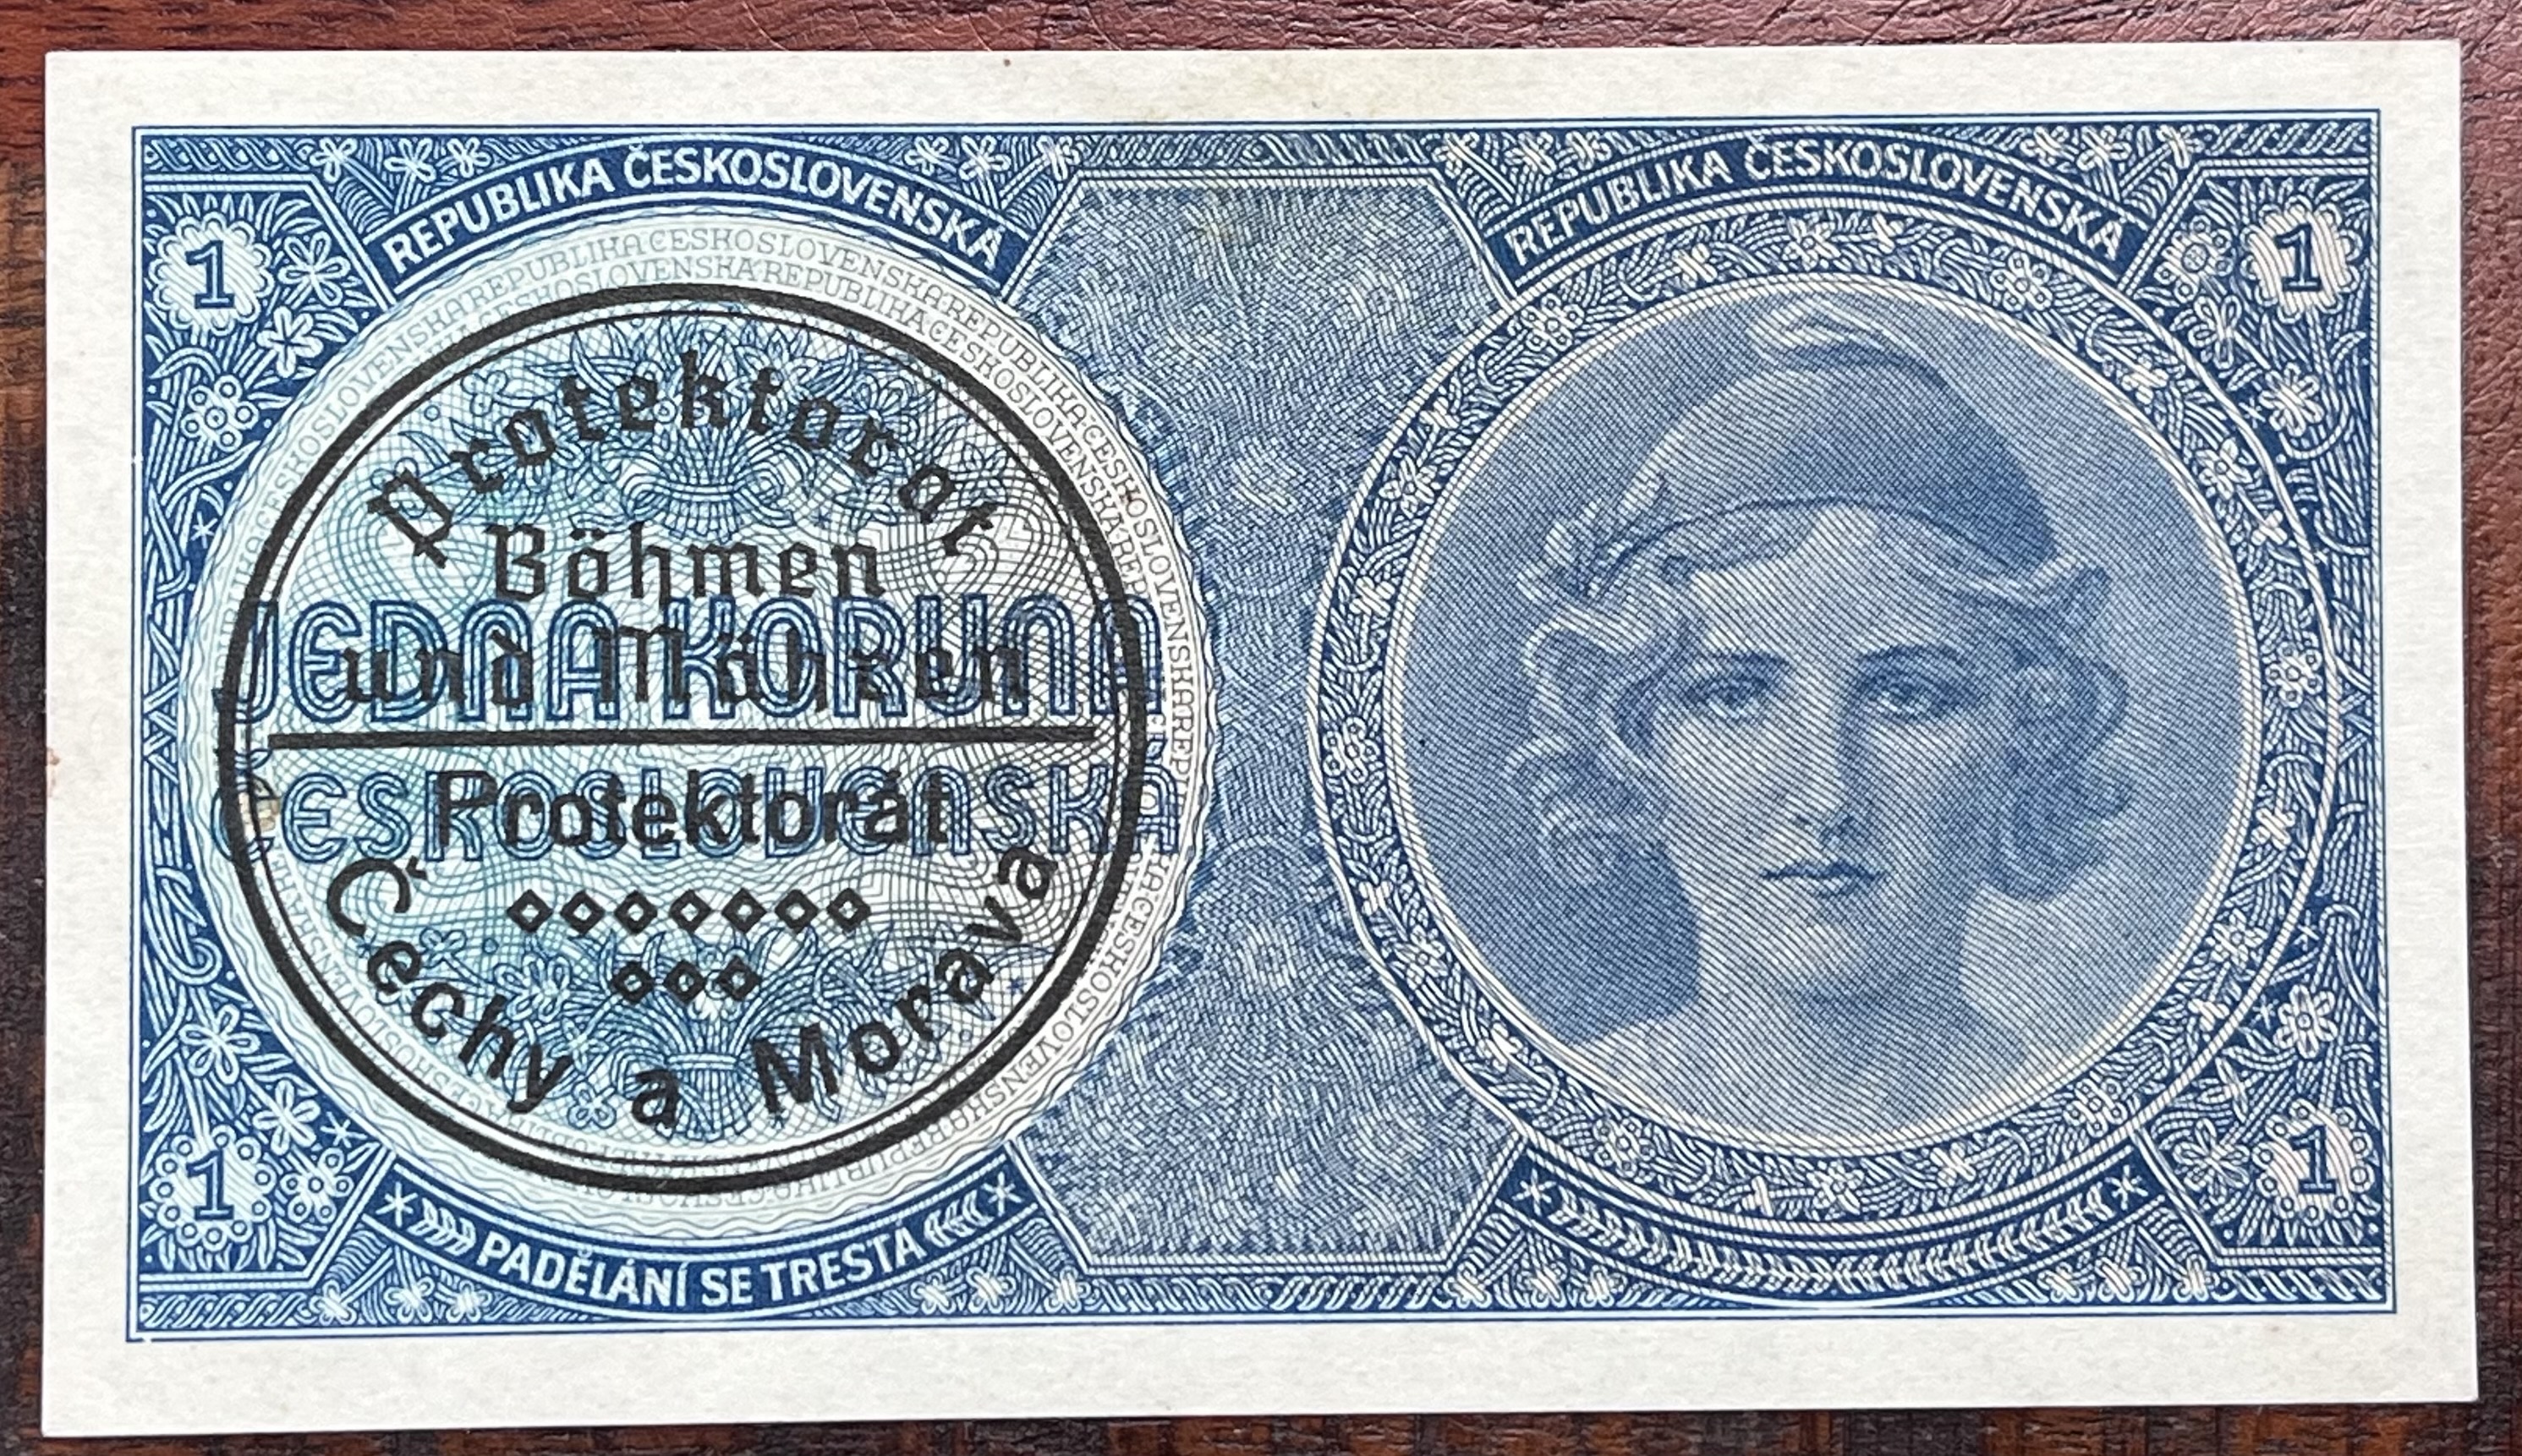 REPUBLIKA ČESKOSLOVENSKÁ
REPUBLIKA ČESKOSLOVENSKÁ
1
1
Protektorat
Böhmen
JEDNA KORUNA
und Mähren
ČESKOSLOVENSKÁ
Protektorát
Čechy a Morava
1
1
PADĚLÁNÍ SE TRESTÁ